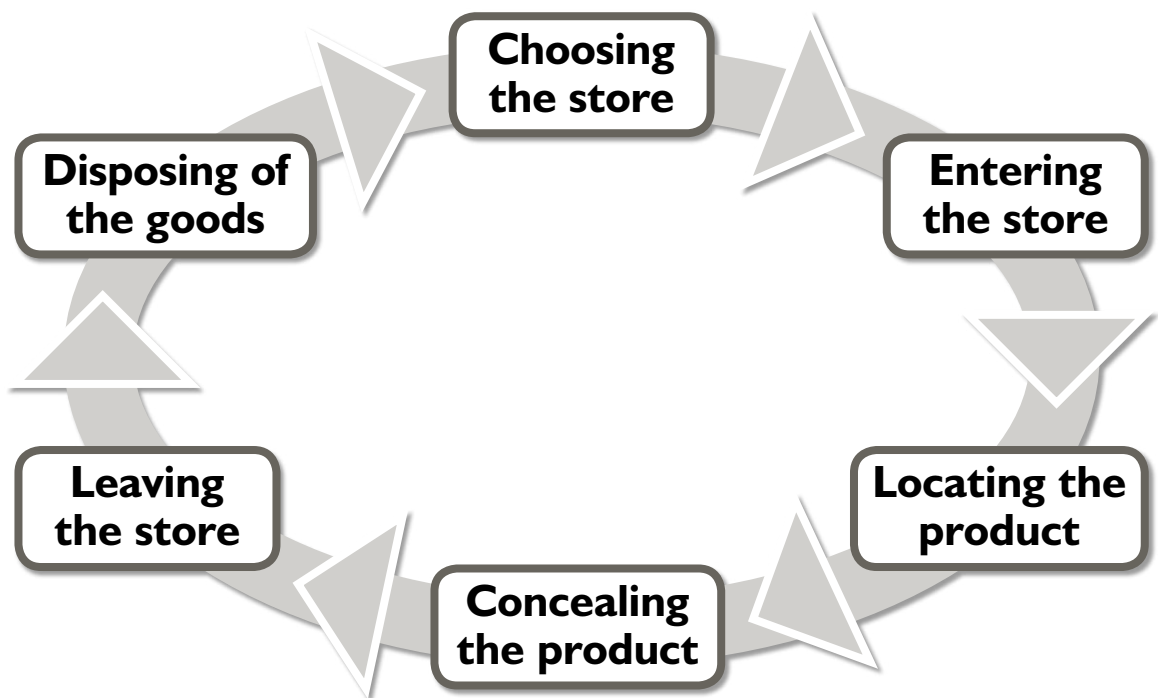 Choosing
the store
Entering
the store
Locating the
product
Concealing
the product
Leaving
the store
Disposing of
the goods